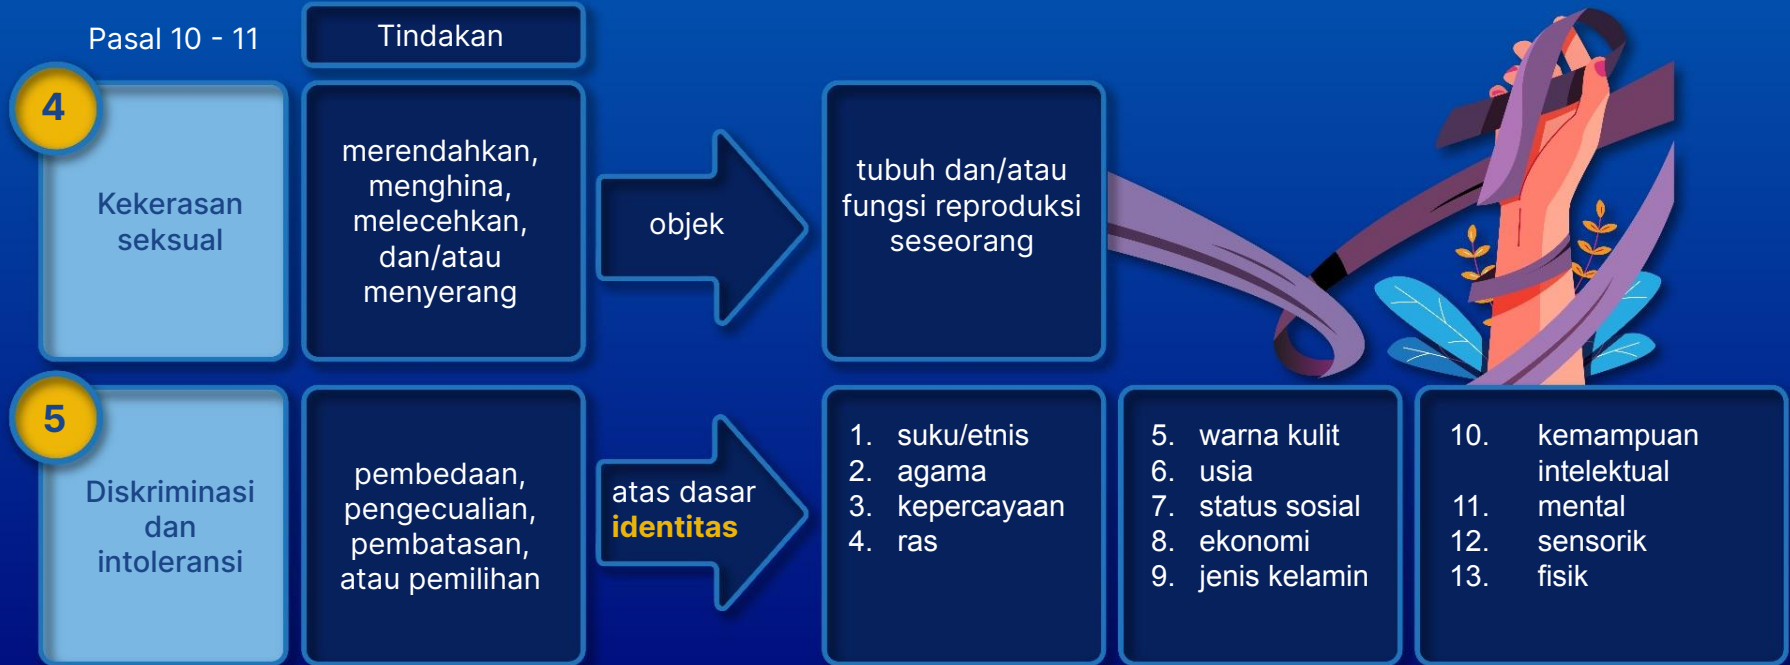 Pasal 10 - 11
Tindakan
4
Kekerasan
seksual
merendahkan,
menghina,
melecehkan,
dan/atau
menyerang
objek
tubuh dan/atau
fungsi reproduksi
seseorang
5
Diskriminasi
dan
intoleransi
pembedaan,
pengecualian,
pembatasan,
atau pemilihan
atas dasar
identitas
1. suku/etnis
2. agama
3. kepercayaan
4. ras
5. warna kulit
6. usia
7. status sosial
8. ekonomi
9. jenis kelamin
10. kemampuan
intelektual
11. mental
12. sensorik
13. fisik